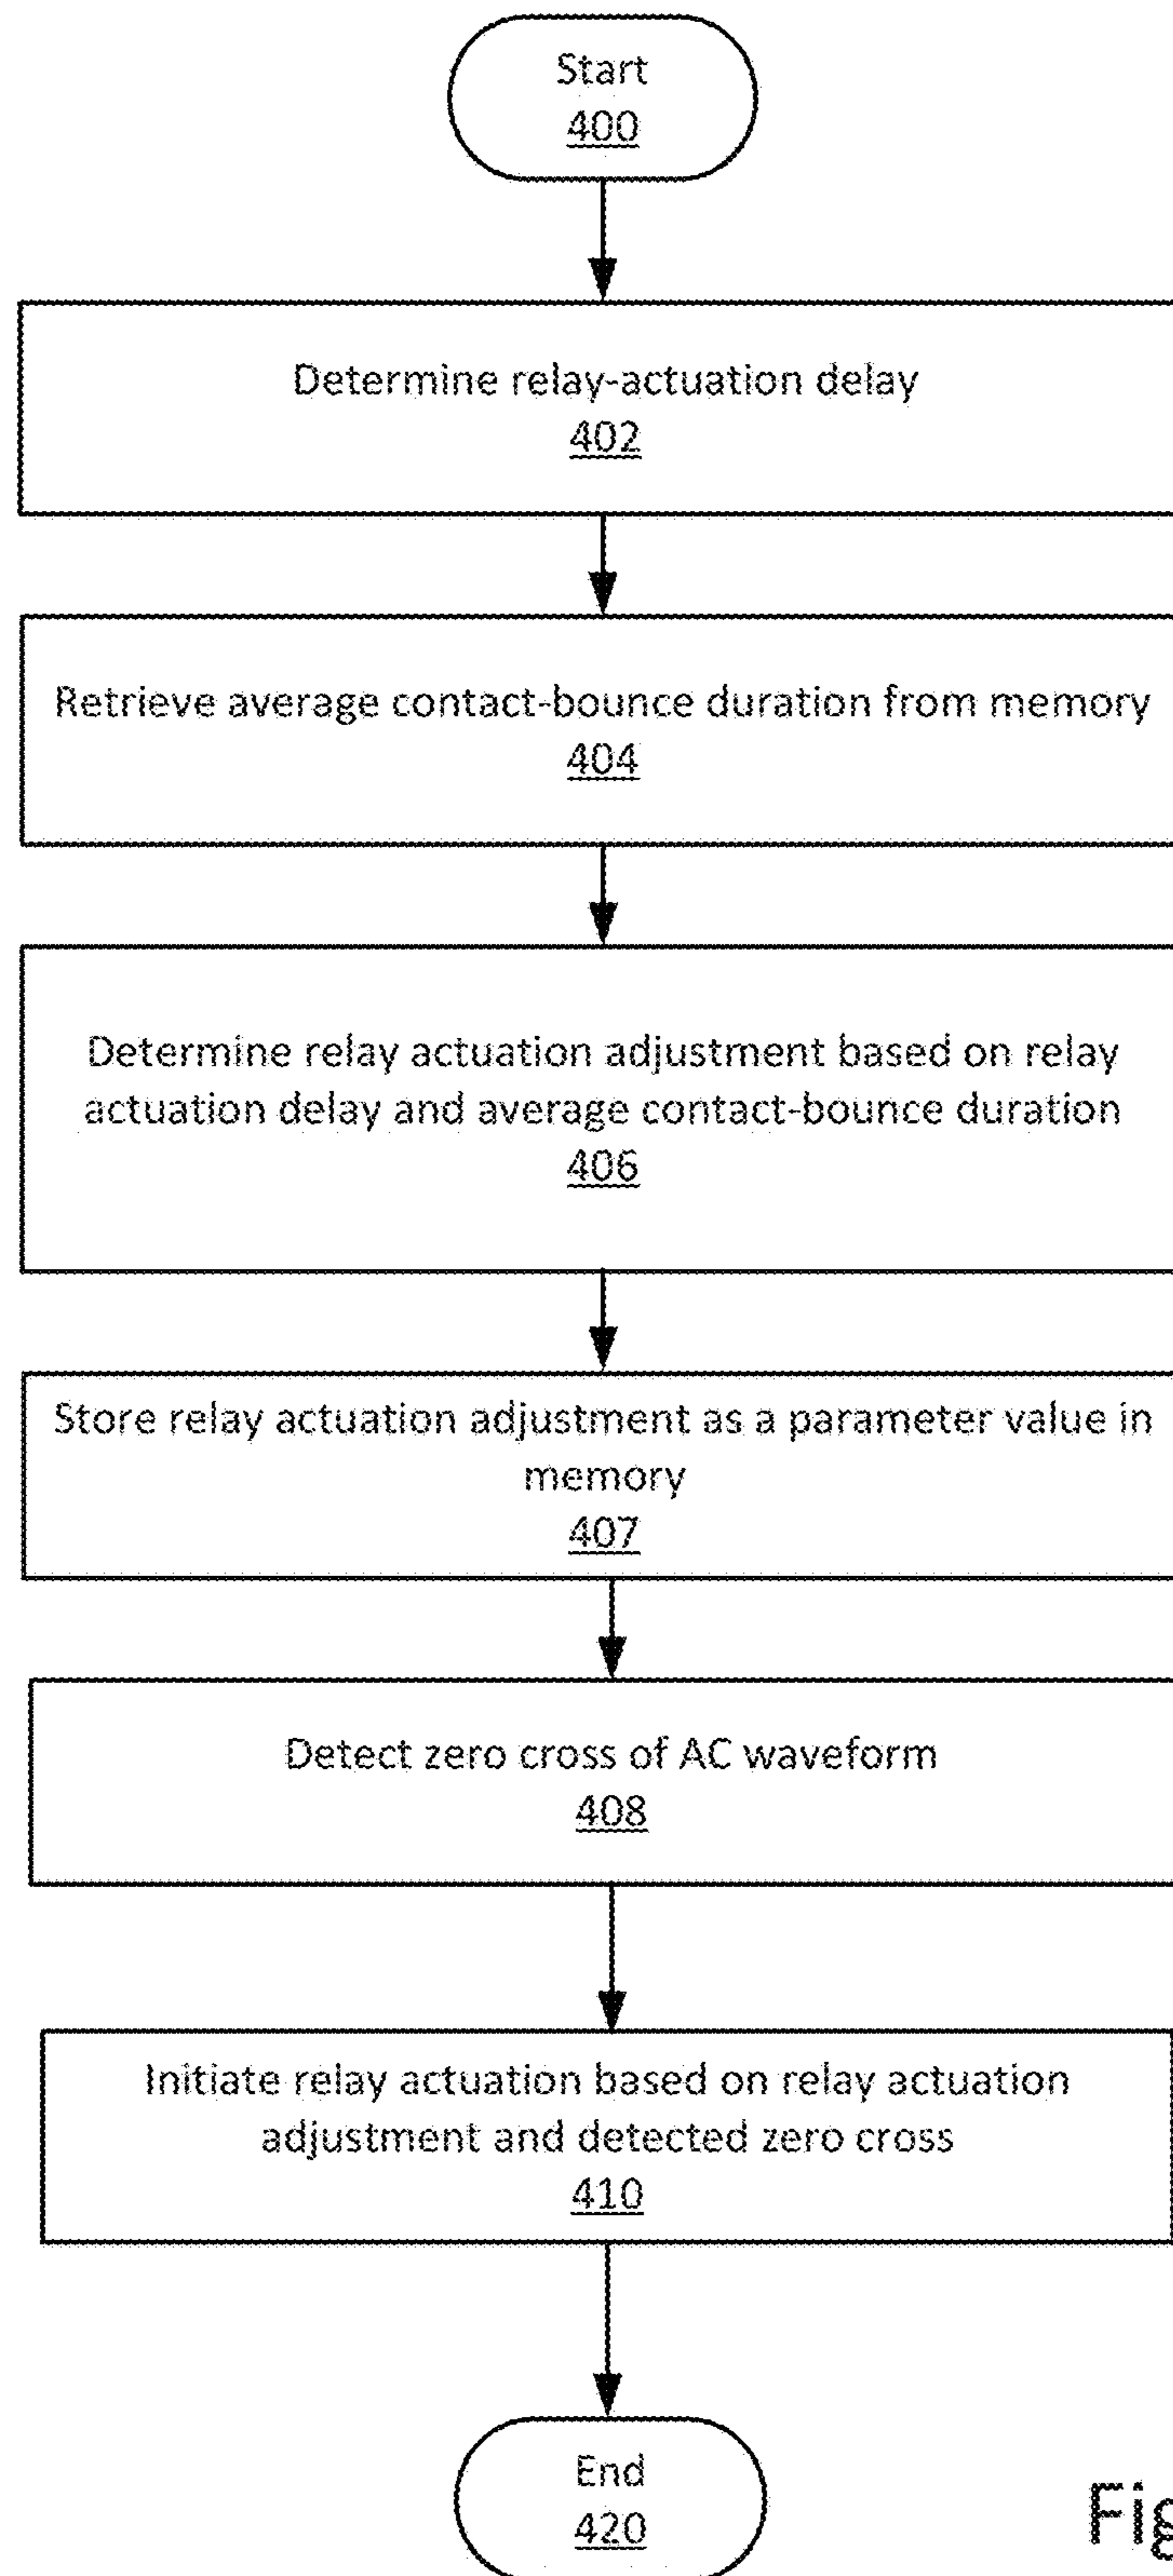 Start
400
Determine relay-actuation delay
402
Retrieve average contact-bounce duration from memory
404
Determine relay actuation adjustment based on relay
actuation delay and average contact-bounce duration
406
Store relay actuation adjustment as a parameter value in
memory
407
Detect zero cross of AC waveform
408
Initiate relay actuation based on relay actuation
adjustment and detected zero cross
410
End
420
Fig